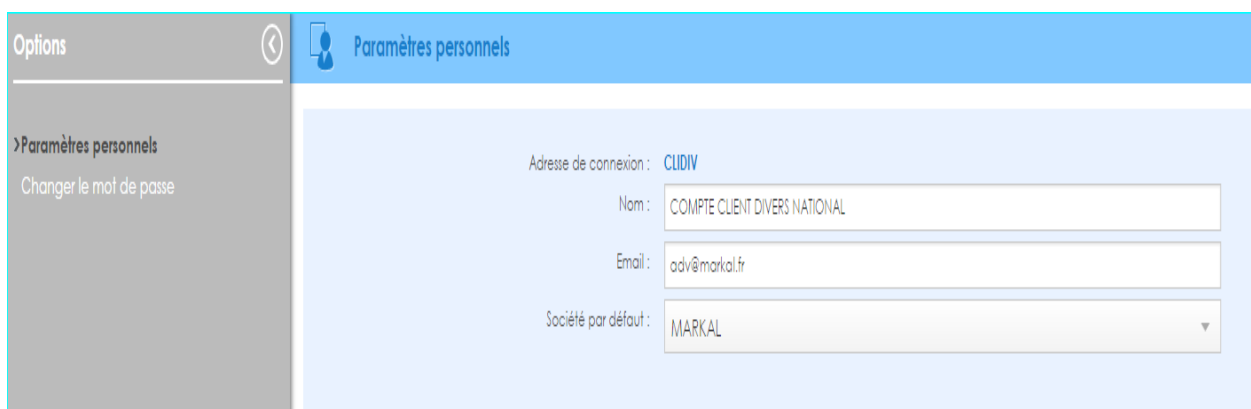 Options
Paramètres personnels
>Paramètres personnels
Changer le mot de passe
Adresse de connexion : CLIDIV
Nom : COMPTE CLIENT DIVERS NATIONAL
Email : adv@markal.fr
Société par défaut : MARKAL